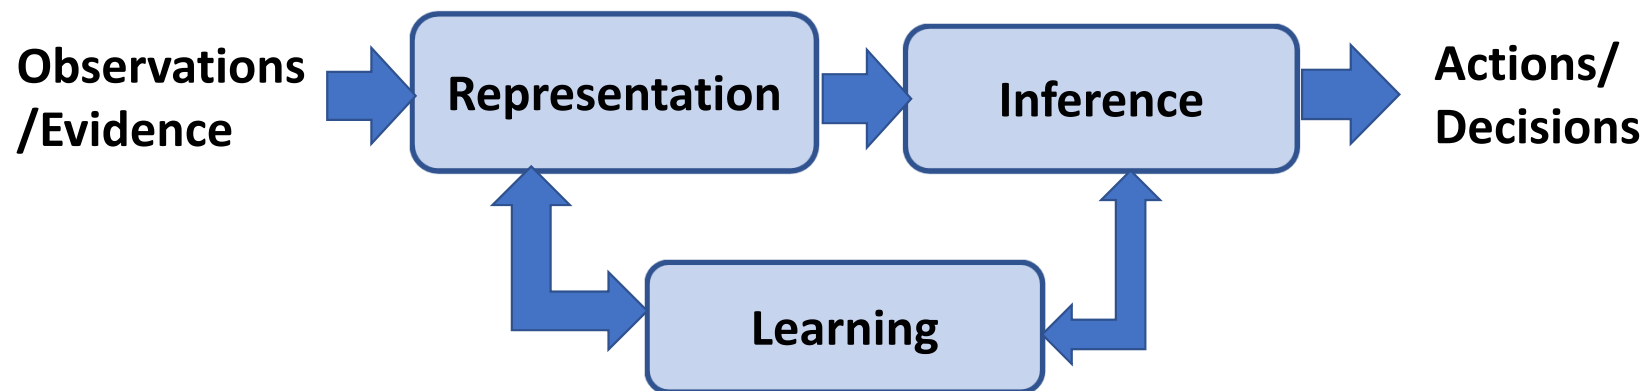 Observations
/Evidence
Representation
Inference
Actions/
Decisions
Learning